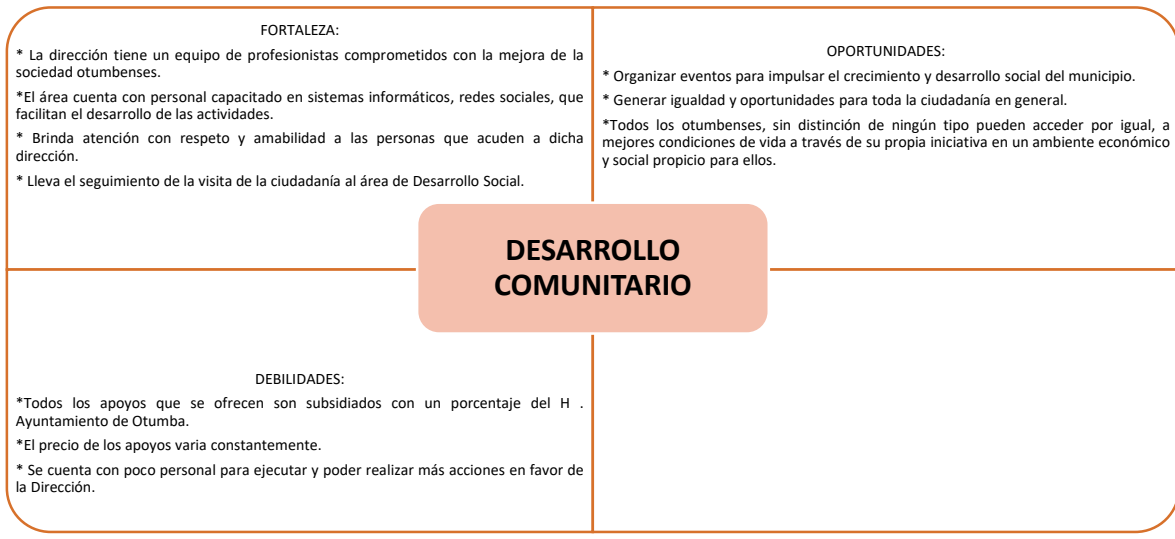 FORTALEZA:
* La dirección tiene un equipo de profesionistas comprometidos con la mejora de la
sociedad otumbenses.
*El área cuenta con personal capacitado en sistemas informáticos, redes sociales, que
facilitan el desarrollo de las actividades.
* Brinda atención con respeto y amabilidad a las personas que acuden a dicha
dirección.
* Lleva el seguimiento de la visita de la ciudadanía al área de Desarrollo Social.
OPORTUNIDADES:
* Organizar eventos para impulsar el crecimiento y desarrollo social del municipio.
* Generar igualdad y oportunidades para toda la ciudadanía en general.
*Todos los otumbenses, sin distinción de ningún tipo pueden acceder por igual, a
mejores condiciones de vida a través de su propia iniciativa en un ambiente económico
y social propicio para ellos.
DESARROLLO
COMUNITARIO
DEBILIDADES:
*Todos los apoyos que se ofrecen son subsidiados con un porcentaje del H .
Ayuntamiento de Otumba.
*El precio de los apoyos varia constantemente.
* Se cuenta con poco personal para ejecutar y poder realizar más acciones en favor de
la Dirección.